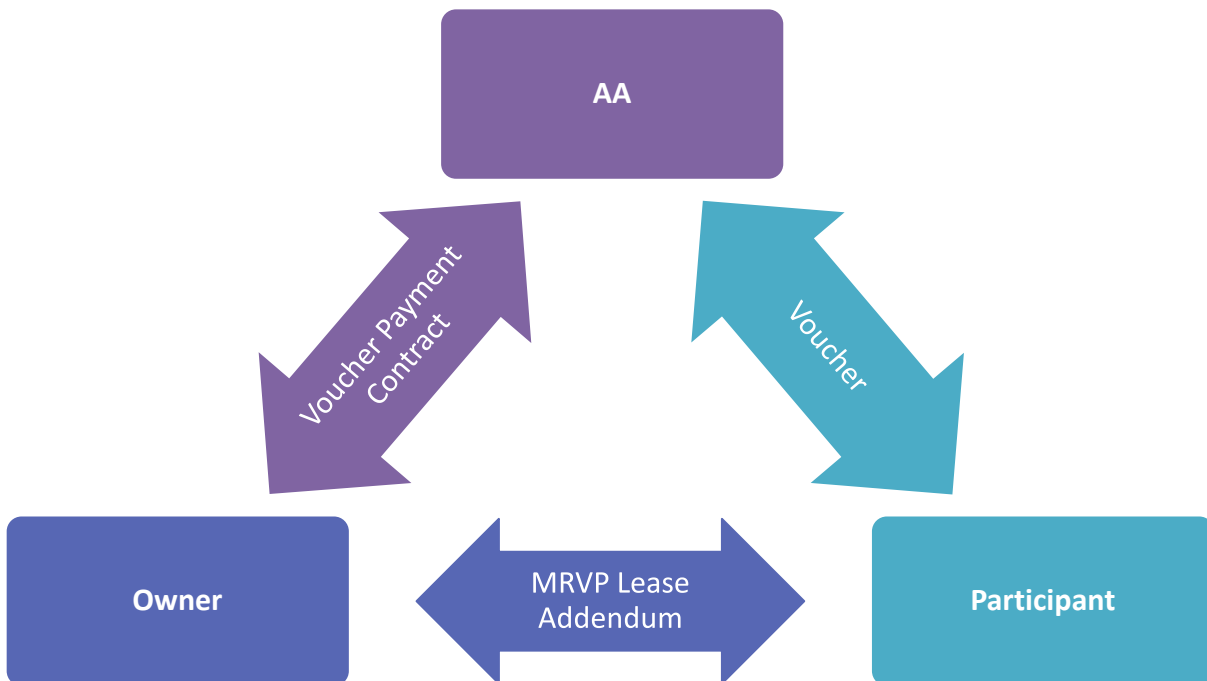 AA
Voucher Payment
Contract
Voucher
Owner
MRVP Lease
Addendum
Participant